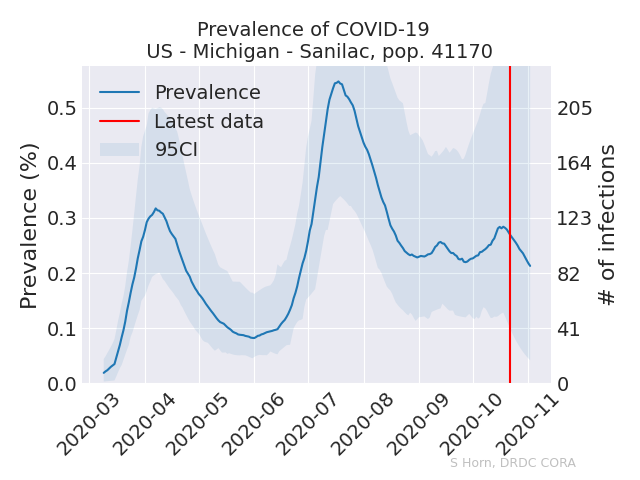 Prevalence of COVID-19
US - Michigan - Sanilac, pop. 41170
Prevalence
Latest data
95CI
Prevalence (%)
0.5
0.4
0.3
0.2
0.1
0.0
205
164
123
82
41
0
# of infections
2020-03
2020-04
2020-05
2020-06
2020-07
2020-08
2020-09
2020-10
2020-11
S Horn, DRDC CORA